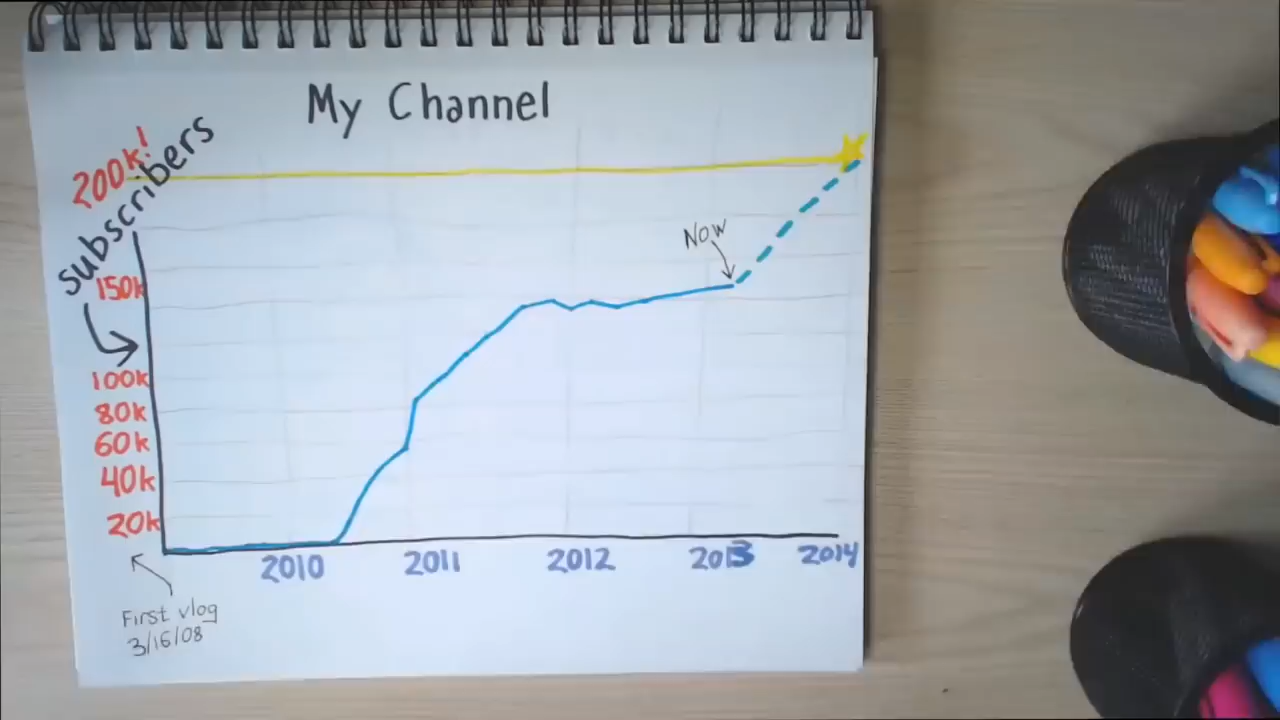 My Channel
200k!
subscribers
Now
150k
100k
80k
60k
40k
20k
2010 2011 2012 2013 2014
First vlog
3/16/08